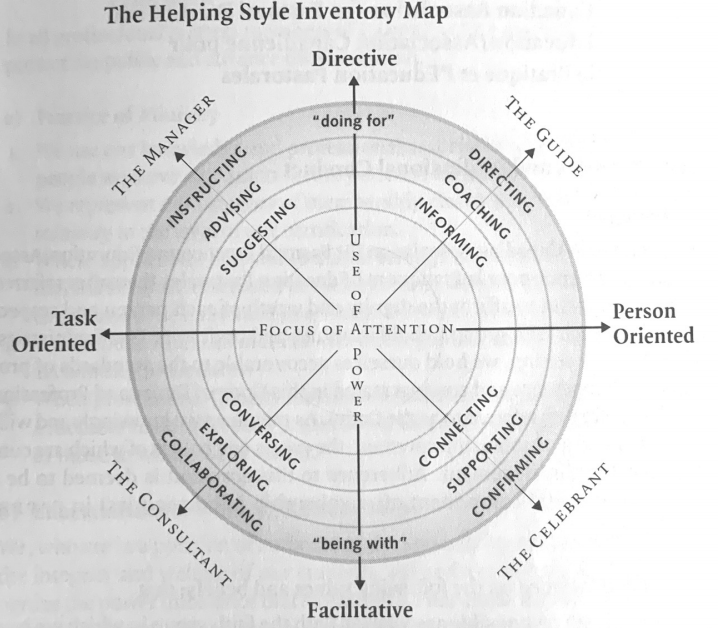 The Helping Style Inventory Map
Directive
"doing for"
THE MANAGER
THE GUIDE
INSTRUCTING
ADVISING
SUGGESTING
DIRECTING
COACHING
INFORMING
USE OF POWER
Task
Oriented
FOCUS OF ATTENTION
Person
Oriented
CONVERSING
EXPLORING
COLLABORATING
CONNECTING
SUPPORTING
CONFIRMING
THE CONSULTANT
THE CELEBRANT
"being with"
Facilitative